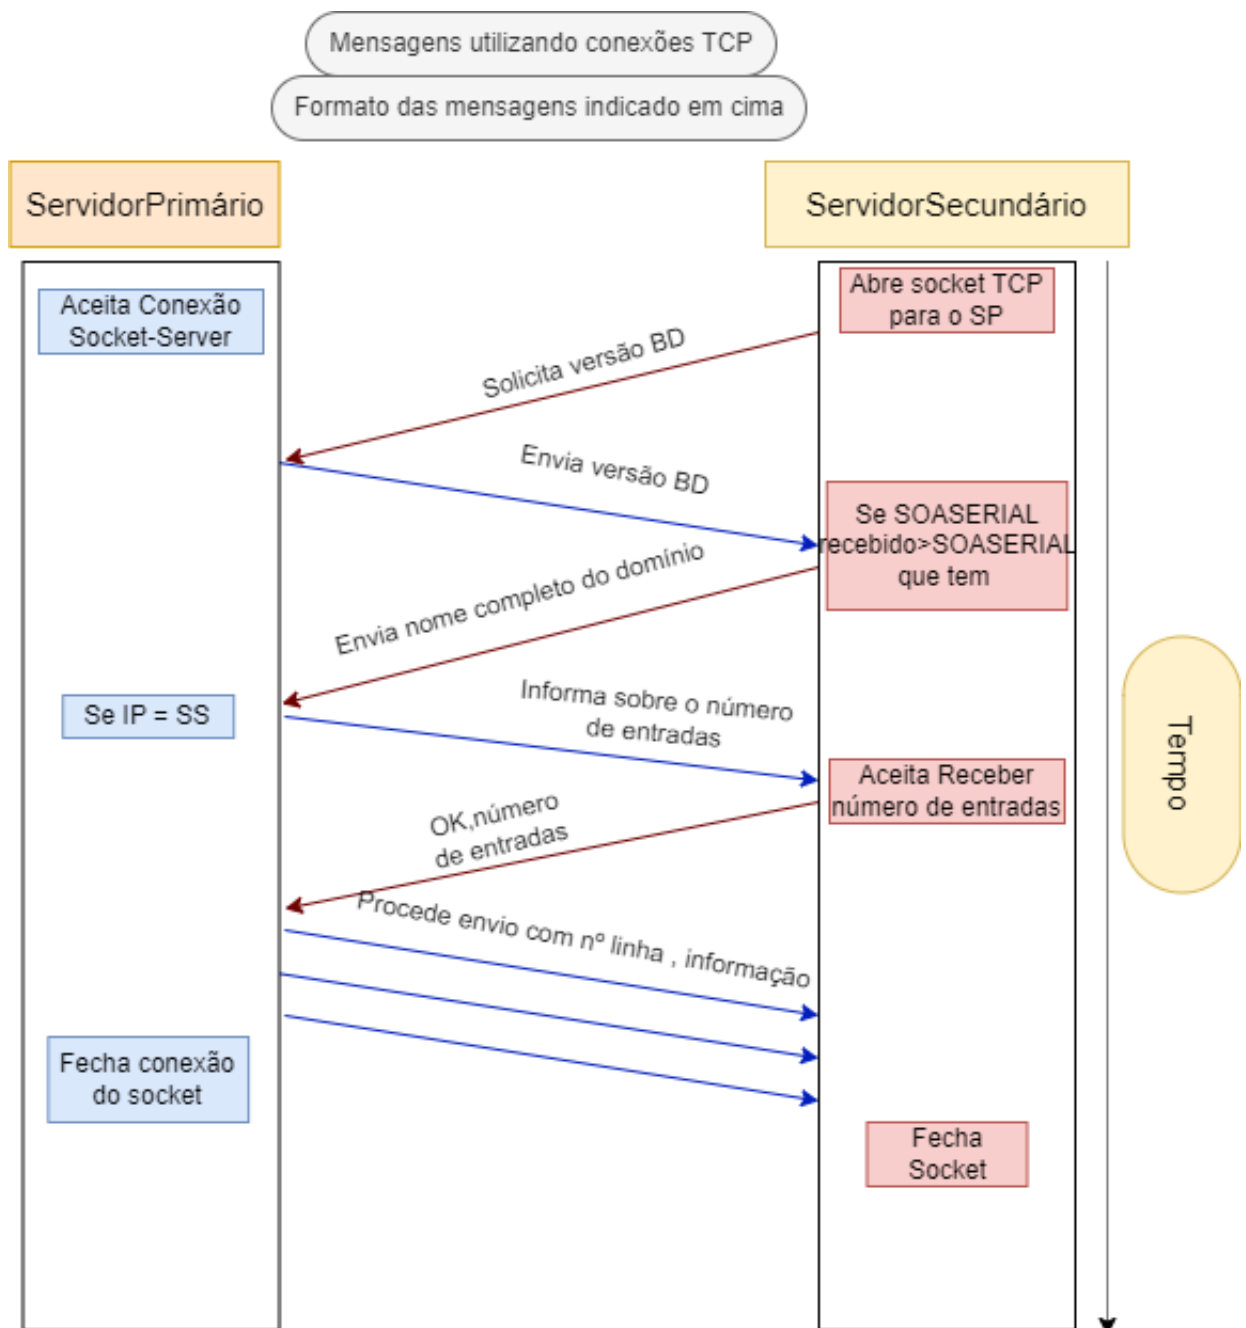 Mensagens utilizando conexões TCP
Formato das mensagens indicado em cima
ServidorPrimário
ServidorSecundário
Aceita Conexão
Socket-Server
Abre socket TCP
para o SP
Solicita versão BD
Envia versão BD
Se SOASERIAL
recebido>SOASERIAL
que tem
Envia nome completo do domínio
Se IP = SS
Informa sobre o número
de entradas
Aceita Receber
número de entradas
Tempo
OK,número
de entradas
Procede envio com nº linha , informação
Fecha conexão
do socket
Fecha
Socket